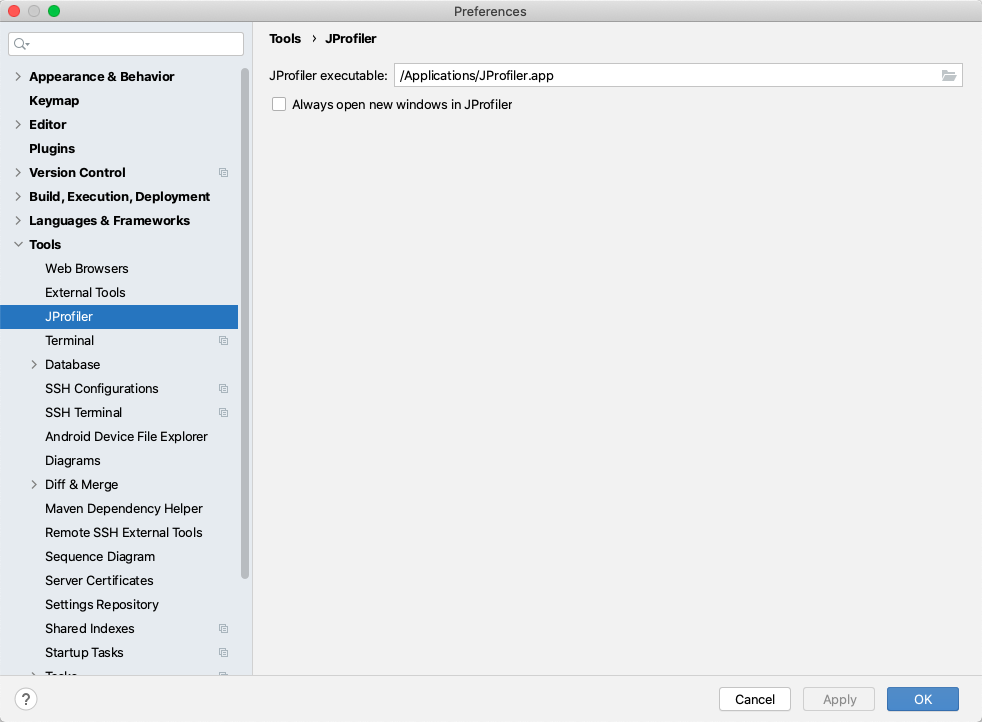 Preferences
Tools › JProfiler
JProfiler executable: /Applications/JProfiler.app
Always open new windows in JProfiler
Appearance & Behavior
Keymap
Editor
Plugins
Version Control
Build, Execution, Deployment
Languages & Frameworks
Tools
Web Browsers
External Tools
JProfiler
Terminal
Database
SSH Configurations
SSH Terminal
Android Device File Explorer
Diagrams
Diff & Merge
Maven Dependency Helper
Remote SSH External Tools
Sequence Diagram
Server Certificates
Settings Repository
Shared Indexes
Startup Tasks
Tasks
?
Cancel
Apply
OK